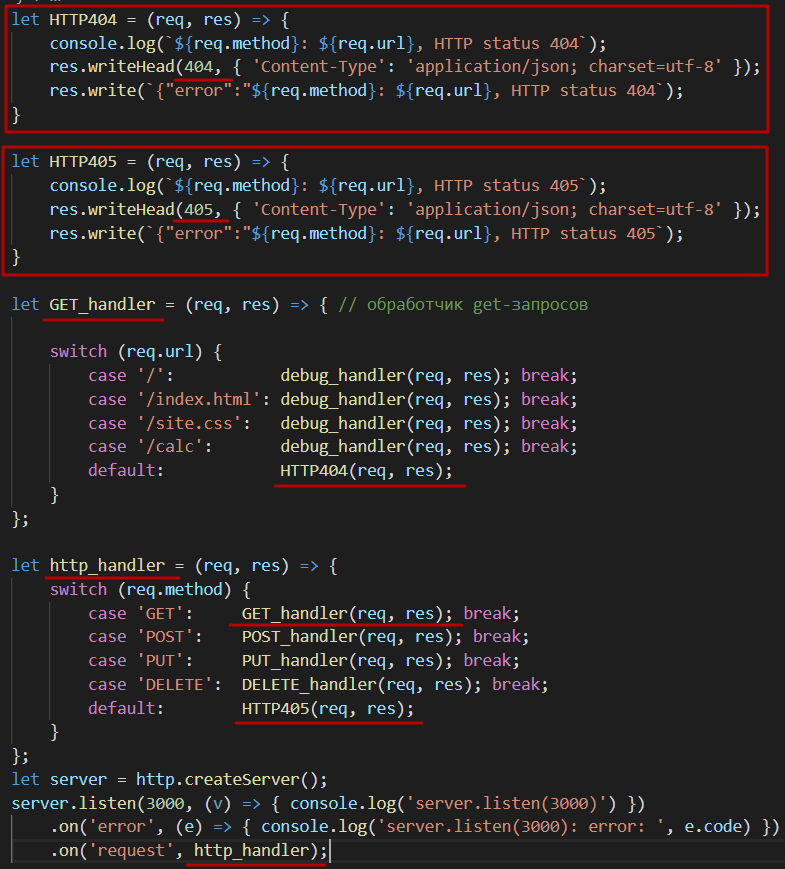 let HTTP404 = (req, res) => {
    console.log(`${req.method}: ${req.url}, HTTP status 404`);
    res.writeHead(404, { 'Content-Type': 'application/json; charset=utf-8' });
    res.write(`{"error":"${req.method}: ${req.url}, HTTP status 404`);
}
let HTTP405 = (req, res) => {
    console.log(`${req.method}: ${req.url}, HTTP status 405`);
    res.writeHead(405, { 'Content-Type': 'application/json; charset=utf-8' });
    res.write(`{"error":"${req.method}: ${req.url}, HTTP status 405`);
}
let GET_handler = (req, res) => { // обработчик get-запросов
    switch (req.url) {
        case '/':           debug_handler(req, res); break;
        case '/index.html': debug_handler(req, res); break;
        case '/site.css':   debug_handler(req, res); break;
        case '/calc':       debug_handler(req, res); break;
        default:            HTTP404(req, res);
    }
};
let http_handler = (req, res) => {
    switch (req.method) {
        case 'GET':     GET_handler(req, res); break;
        case 'POST':    POST_handler(req, res); break;
        case 'PUT':     PUT_handler(req, res); break;
        case 'DELETE':  DELETE_handler(req, res); break;
        default:        HTTP405(req, res);
    }
};
let server = http.createServer();
server.listen(3000, (v) => { console.log('server.listen(3000)') })
    .on('error', (e) => { console.log('server.listen(3000): error: ', e.code) })
    .on('request', http_handler);